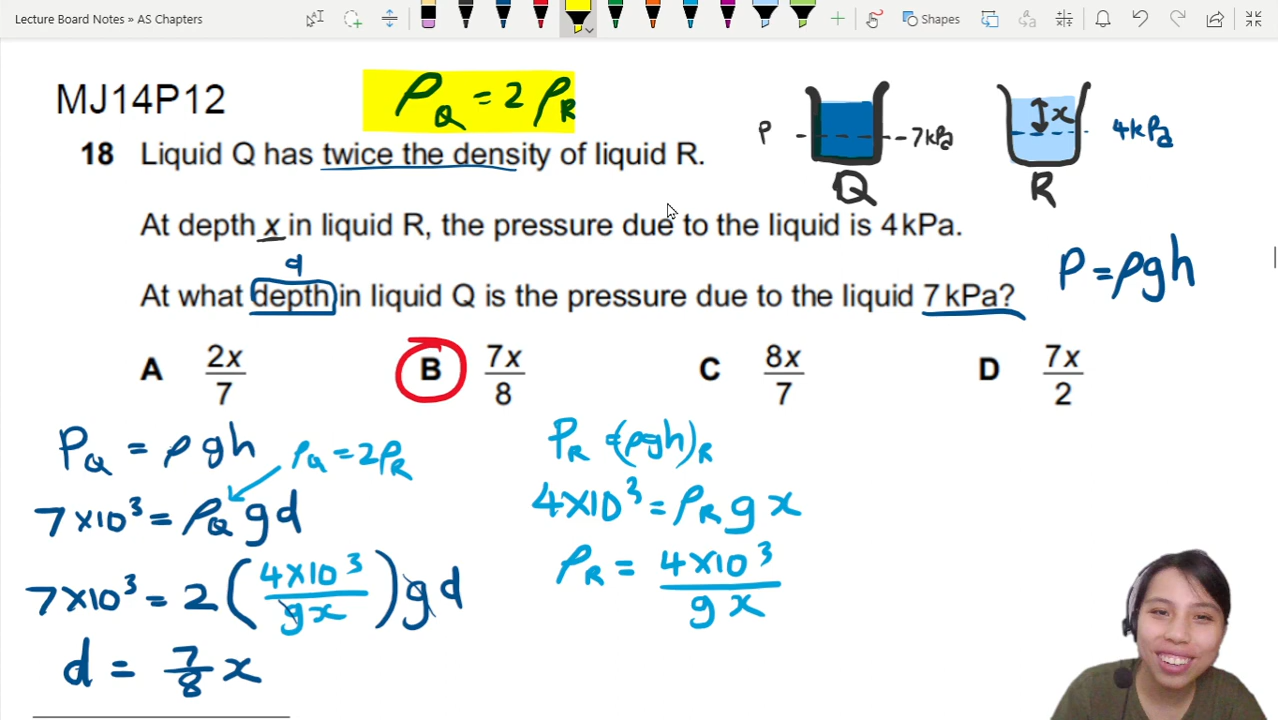 Lecture Board Notes » AS Chapters
Shapes
MJ14P12
ρQ = 2 ρR
P
7kPa
Q
x
4kPa
R
18 Liquid Q has twice the density of liquid R.
At depth x in liquid R, the pressure due to the liquid is 4 kPa.
d
At what depth in liquid Q is the pressure due to the liquid 7 kPa?
P = ρgh
A 2x/7 B 7x/8 C 8x/7 D 7x/2
PQ = ρgh
ρQ = 2ρR
7×10³ = ρQ g d
7×10³ = 2 (4×10³/gx) g d
d = 7/8 x
PR = (ρgh)R
4×10³ = ρR g x
ρR = 4×10³/g x